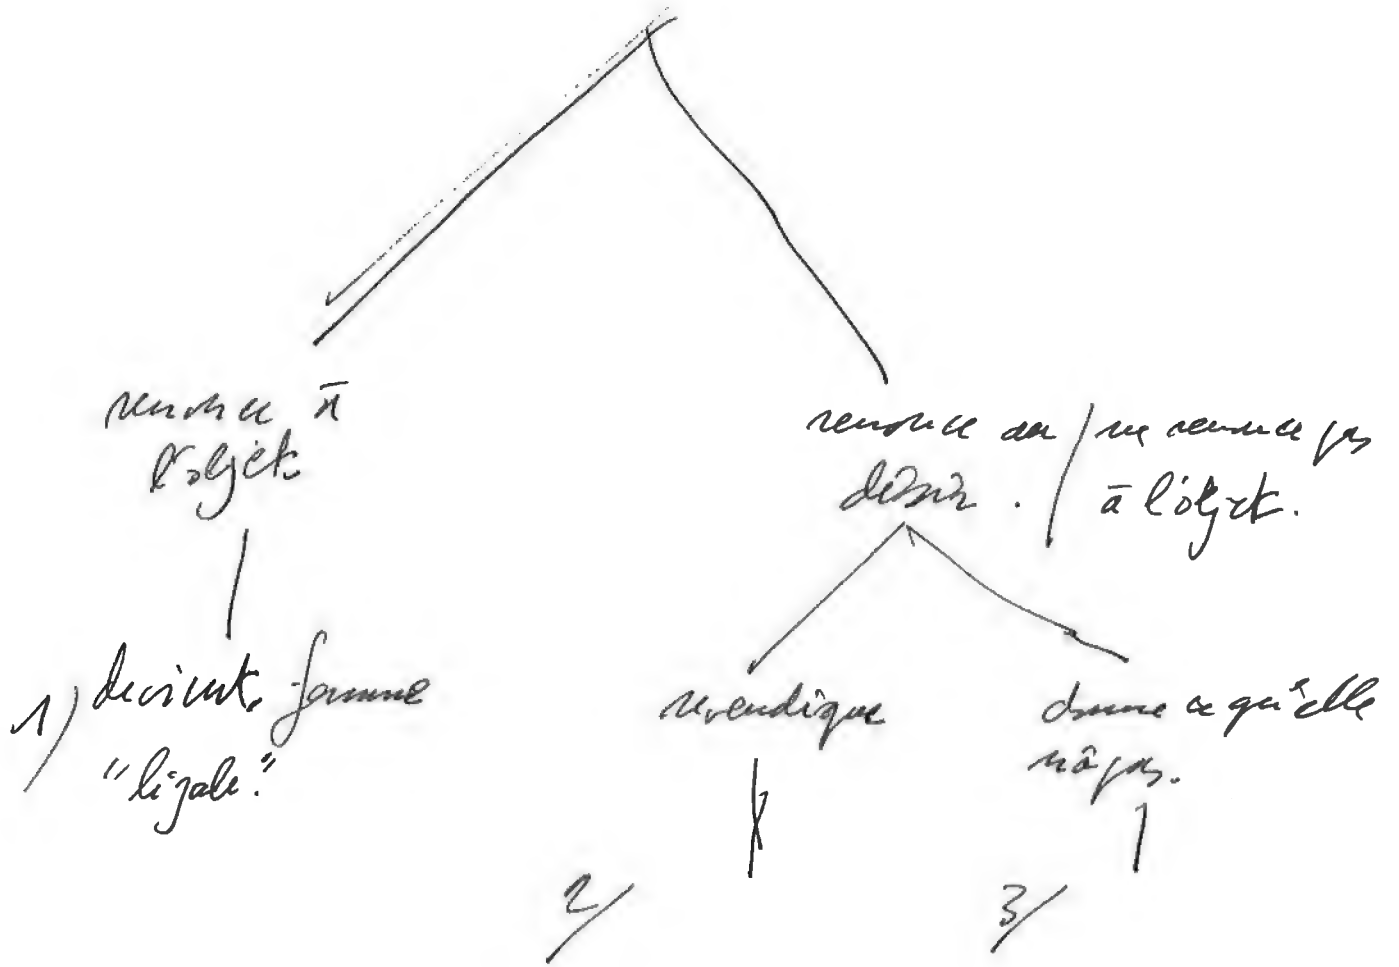 renonce à
l'objet.
renonce au / ne renonce pas
désir. / à l'objet.
1) devient femme
"légale."
revendique
donne ce qu'elle
n'a pas.
2/
3/